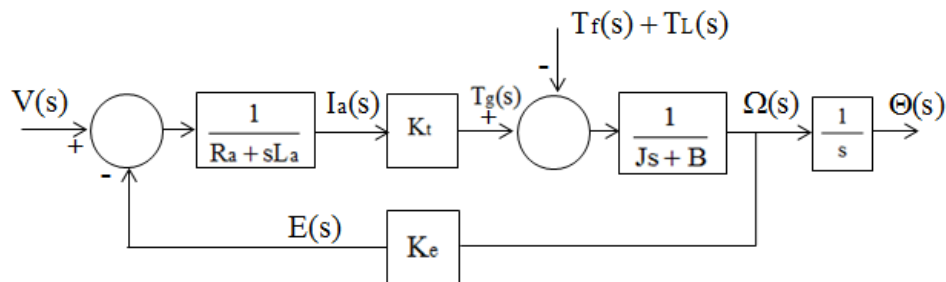 Tf(s) + TL(s)
-
V(s)
+
-
1
Ra + sLa
Ia(s)
Kt
Tg(s)
+
1
Js + B
Ω(s)
1
s
Θ(s)
E(s)
Ke